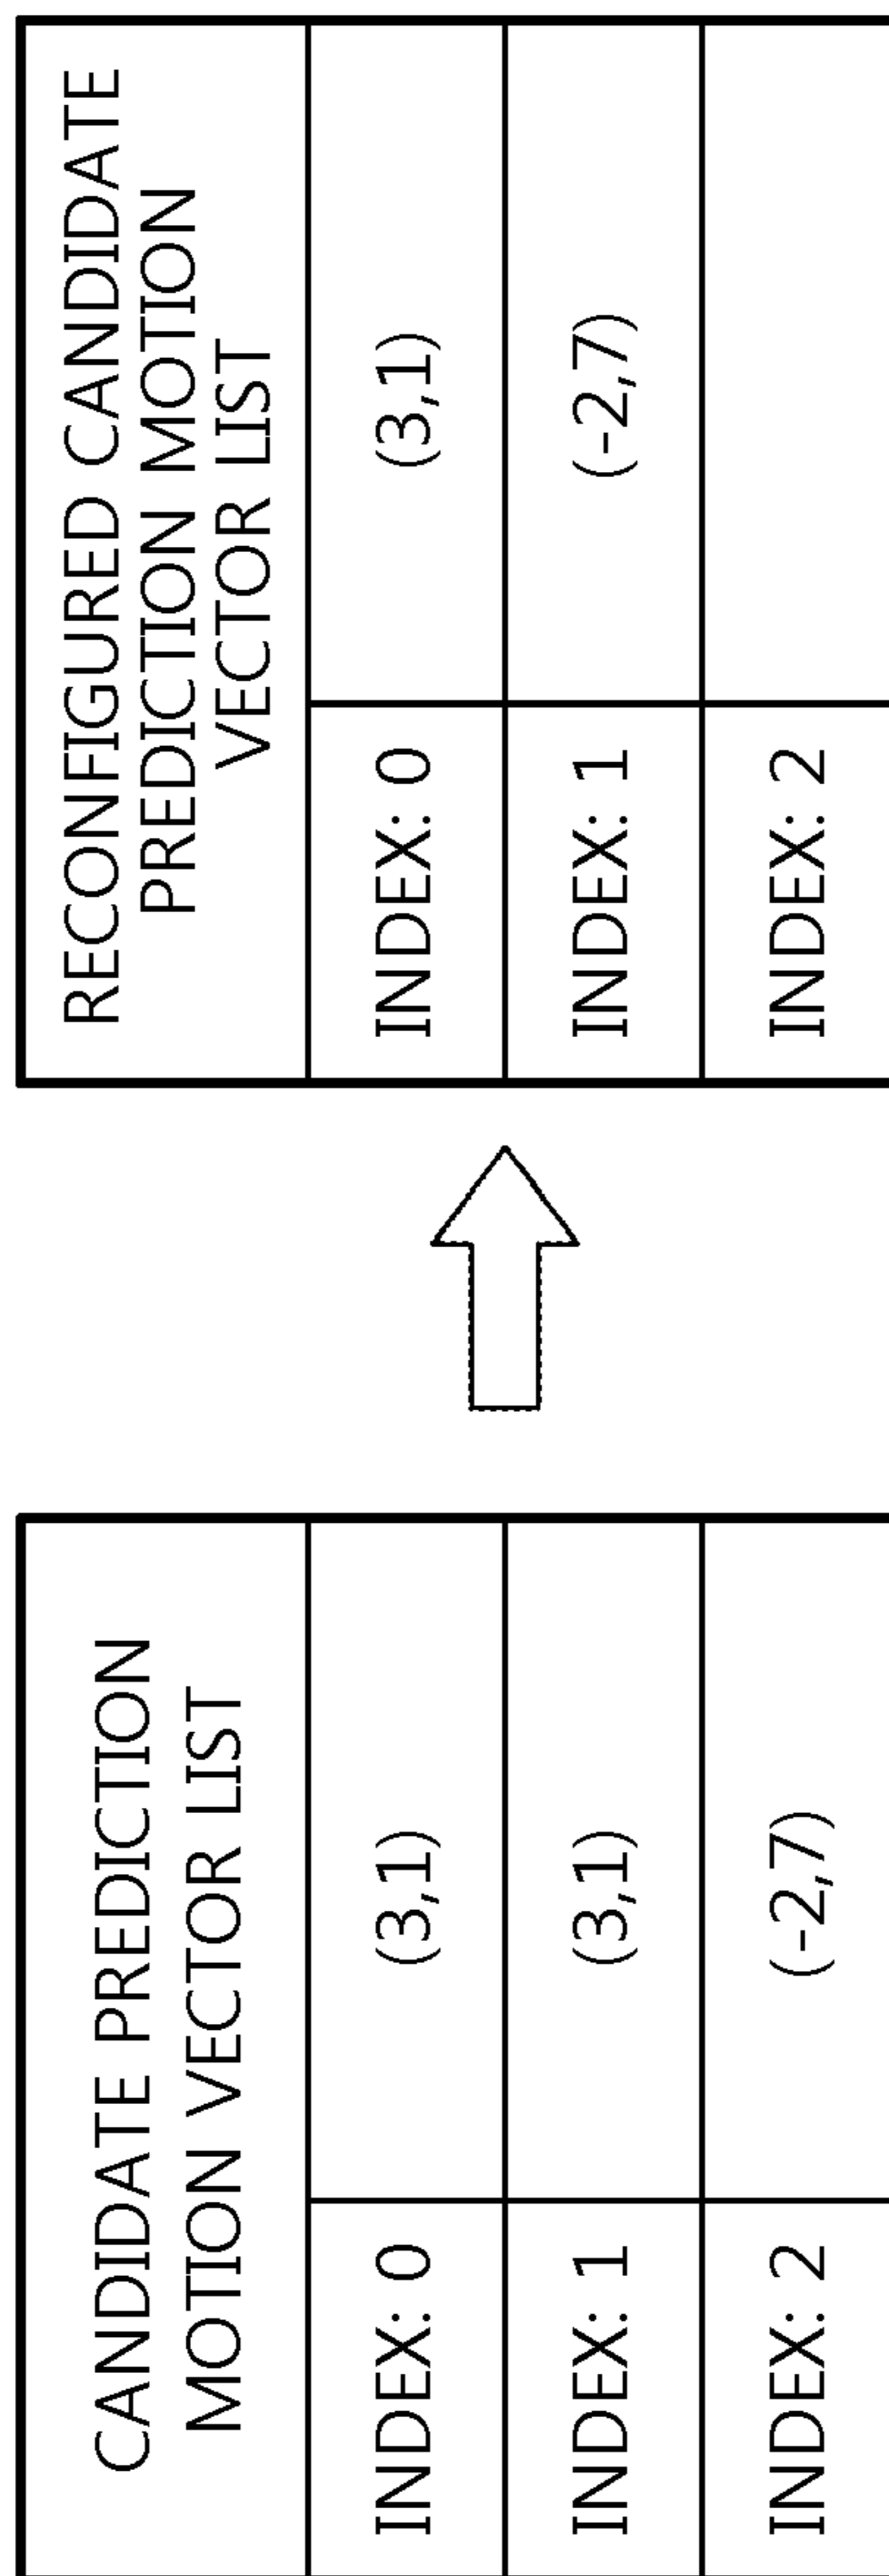 CANDIDATE PREDICTION
MOTION VECTOR LIST
INDEX: 0 (3,1)
INDEX: 1 (3,1)
INDEX: 2 (-2,7)
RECONFIGURED CANDIDATE
PREDICTION MOTION
VECTOR LIST
INDEX: 0 (3,1)
INDEX: 1 (-2,7)
INDEX: 2